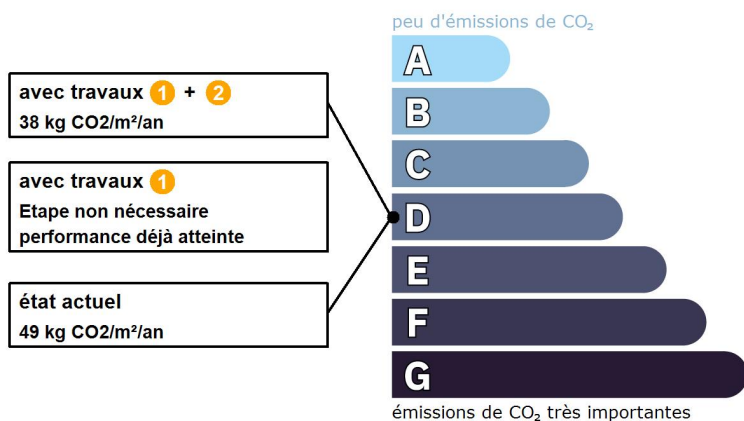 avec travaux 1 + 2
38 kg CO2/m²/an
avec travaux 1
Etape non nécessaire
performance déjà atteinte
état actuel
49 kg CO2/m²/an
peu d'émissions de CO₂
A
B
C
D
E
F
G
émissions de CO₂ très importantes